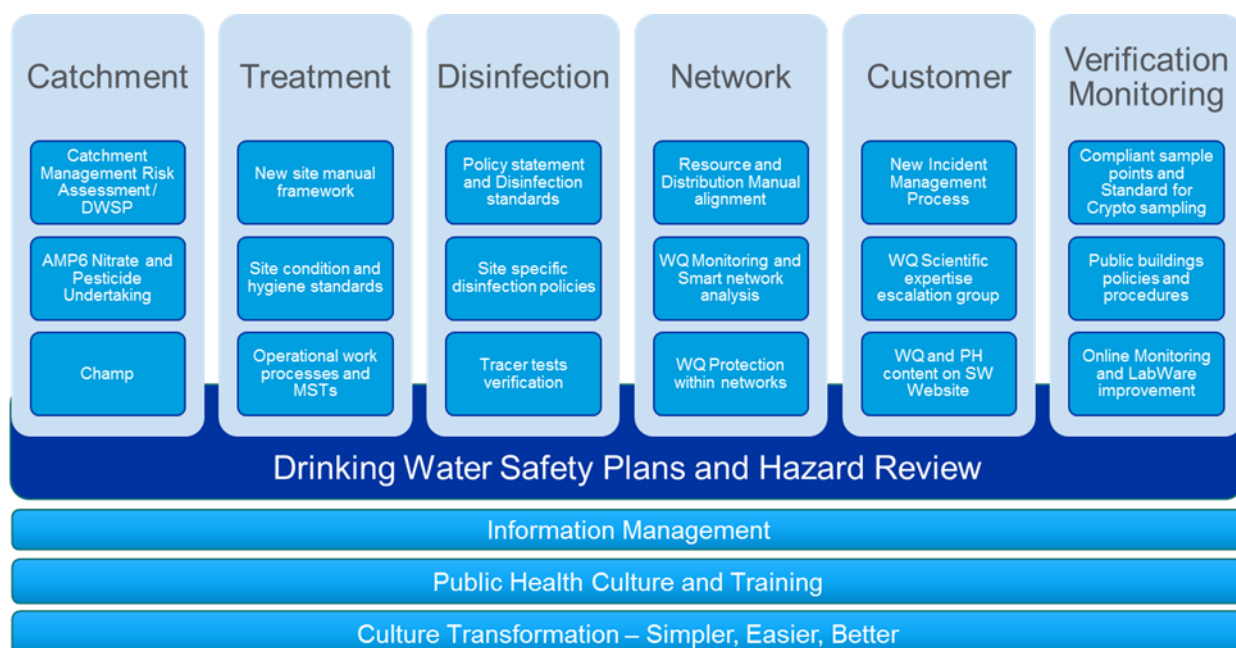 Catchment
Catchment
Management Risk
Assessment /
DWSP
AMP6 Nitrate and
Pesticide
Undertaking
Champ
Treatment
New site manual
framework
Site condition and
hygiene standards
Operational work
processes and
MSTs
Disinfection
Policy statement
and Disinfection
standards
Site specific
disinfection policies
Tracer tests
verification
Network
Resource and
Distribution Manual
alignment
WQ Monitoring and
Smart network
analysis
WQ Protection
within networks
Customer
New Incident
Management
Process
WQ Scientific
expertise
escalation group
WQ and PH
content on SW
Website
Verification
Monitoring
Compliant sample
points and
Standard for
Crypto sampling
Public buildings
policies and
procedures
Online Monitoring
and LabWare
improvement
Drinking Water Safety Plans and Hazard Review
Information Management
Public Health Culture and Training
Culture Transformation – Simpler, Easier, Better